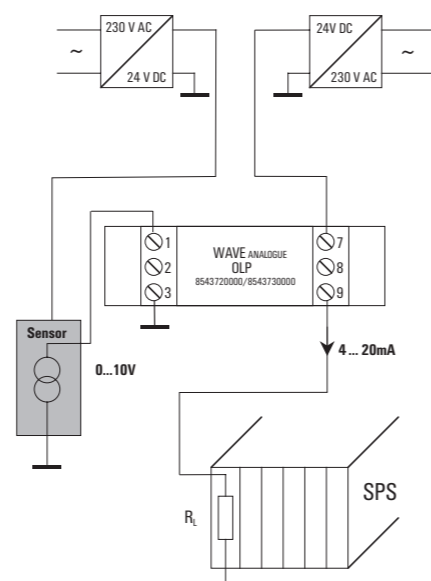 230 V AC
24 V DC
~
24V DC
230 V AC
~
1
2
3
WAVE ANALOGUE
OLP
8543720000/8543730000
7
8
9
Sensor
0...10V
4 ... 20mA
SPS
RL